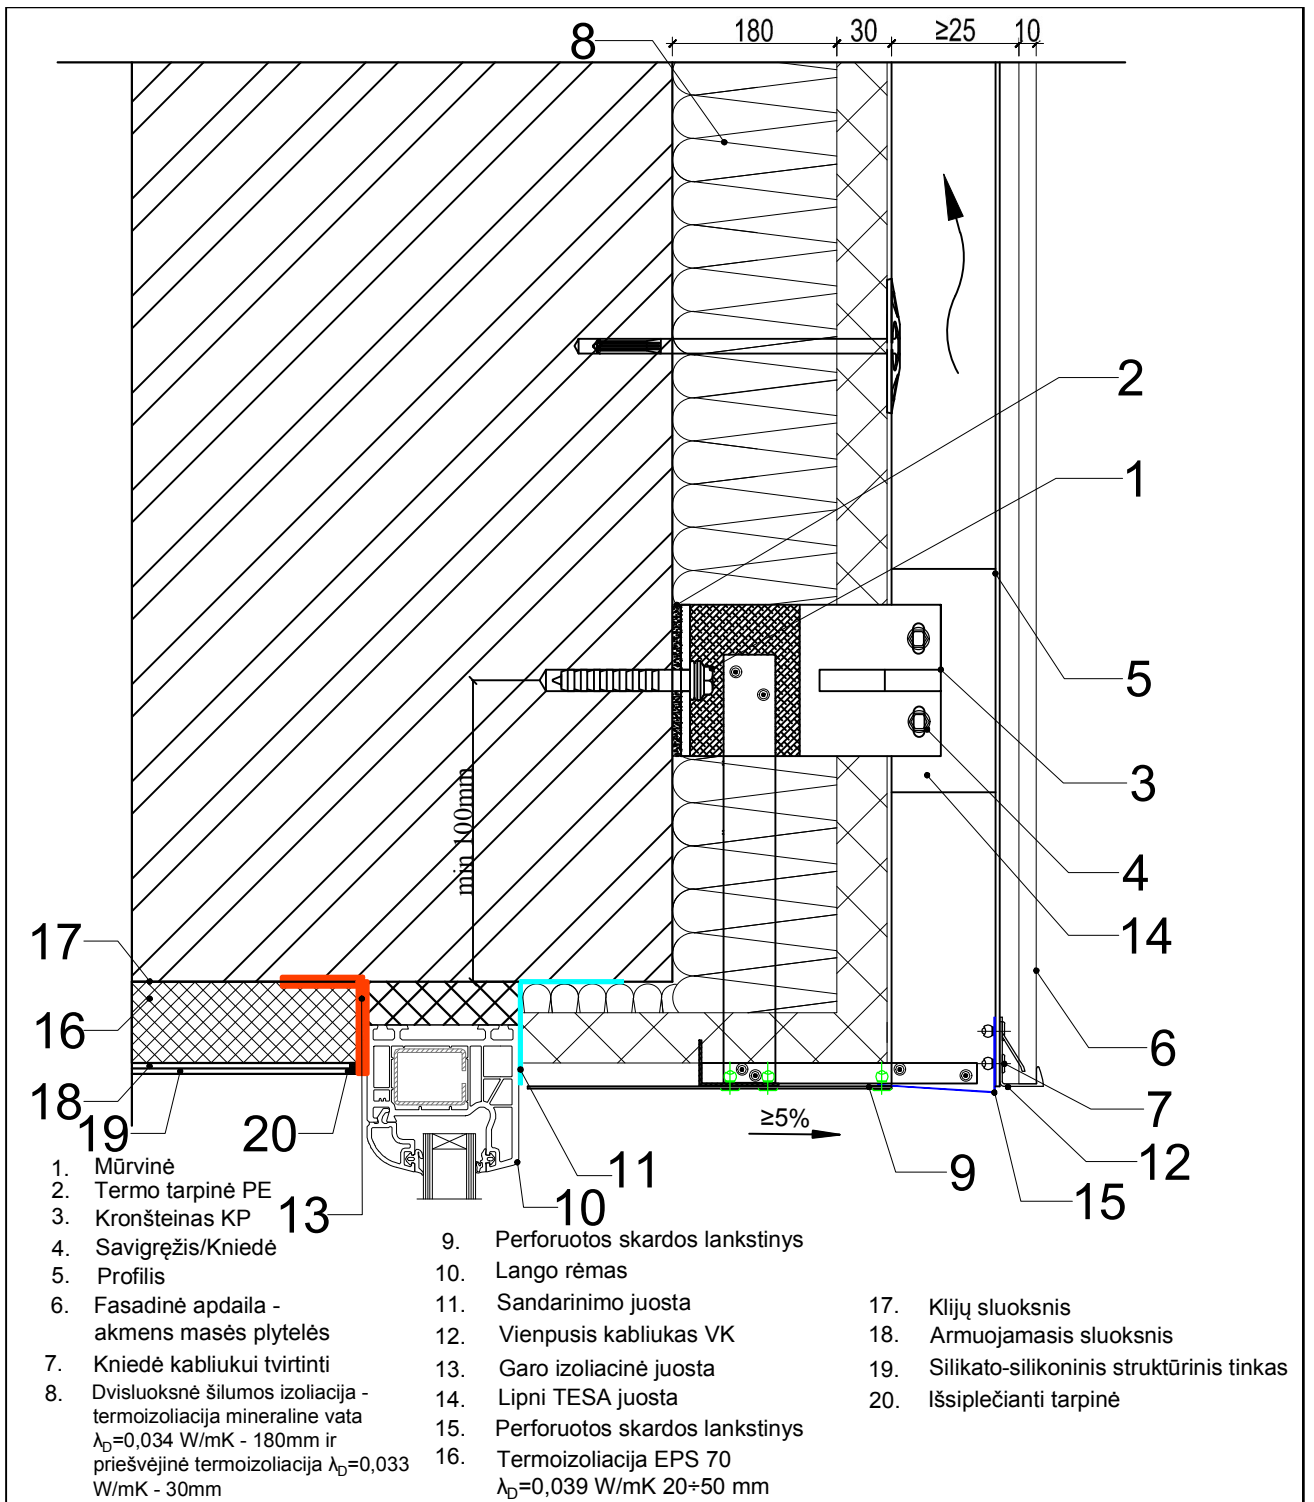 180 30 ≥25 10
8
2
1
5
3
4
14
6
7
12
15
9
11
10
13
20
19
18
16
17
min 100mm
≥5%
1. Mūrvinė
2. Termo tarpinė PE
3. Kronšteinas KP
4. Savigręžis/Kniedė
5. Profilis
6. Fasadinė apdaila -
akmens masės plytelės
7. Kniedė kabliukui tvirtinti
8. Dvisluoksnė šilumos izoliacija -
termoizoliacija mineraline vata
λD=0,034 W/mK - 180mm ir
priešvėjinė termoizoliacija λD=0,033
W/mK - 30mm
9. Perforuotos skardos lankstinys
10. Lango rėmas
11. Sandarinimo juosta
12. Vienpusis kabliukas VK
13. Garo izoliacinė juosta
14. Lipni TESA juosta
15. Perforuotos skardos lankstinys
16. Termoizoliacija EPS 70
λD=0,039 W/mK 20÷50 mm
17. Klijų sluoksnis
18. Armuojamasis sluoksnis
19. Silikato-silikoninis struktūrinis tinkas
20. Išsiplečianti tarpinė